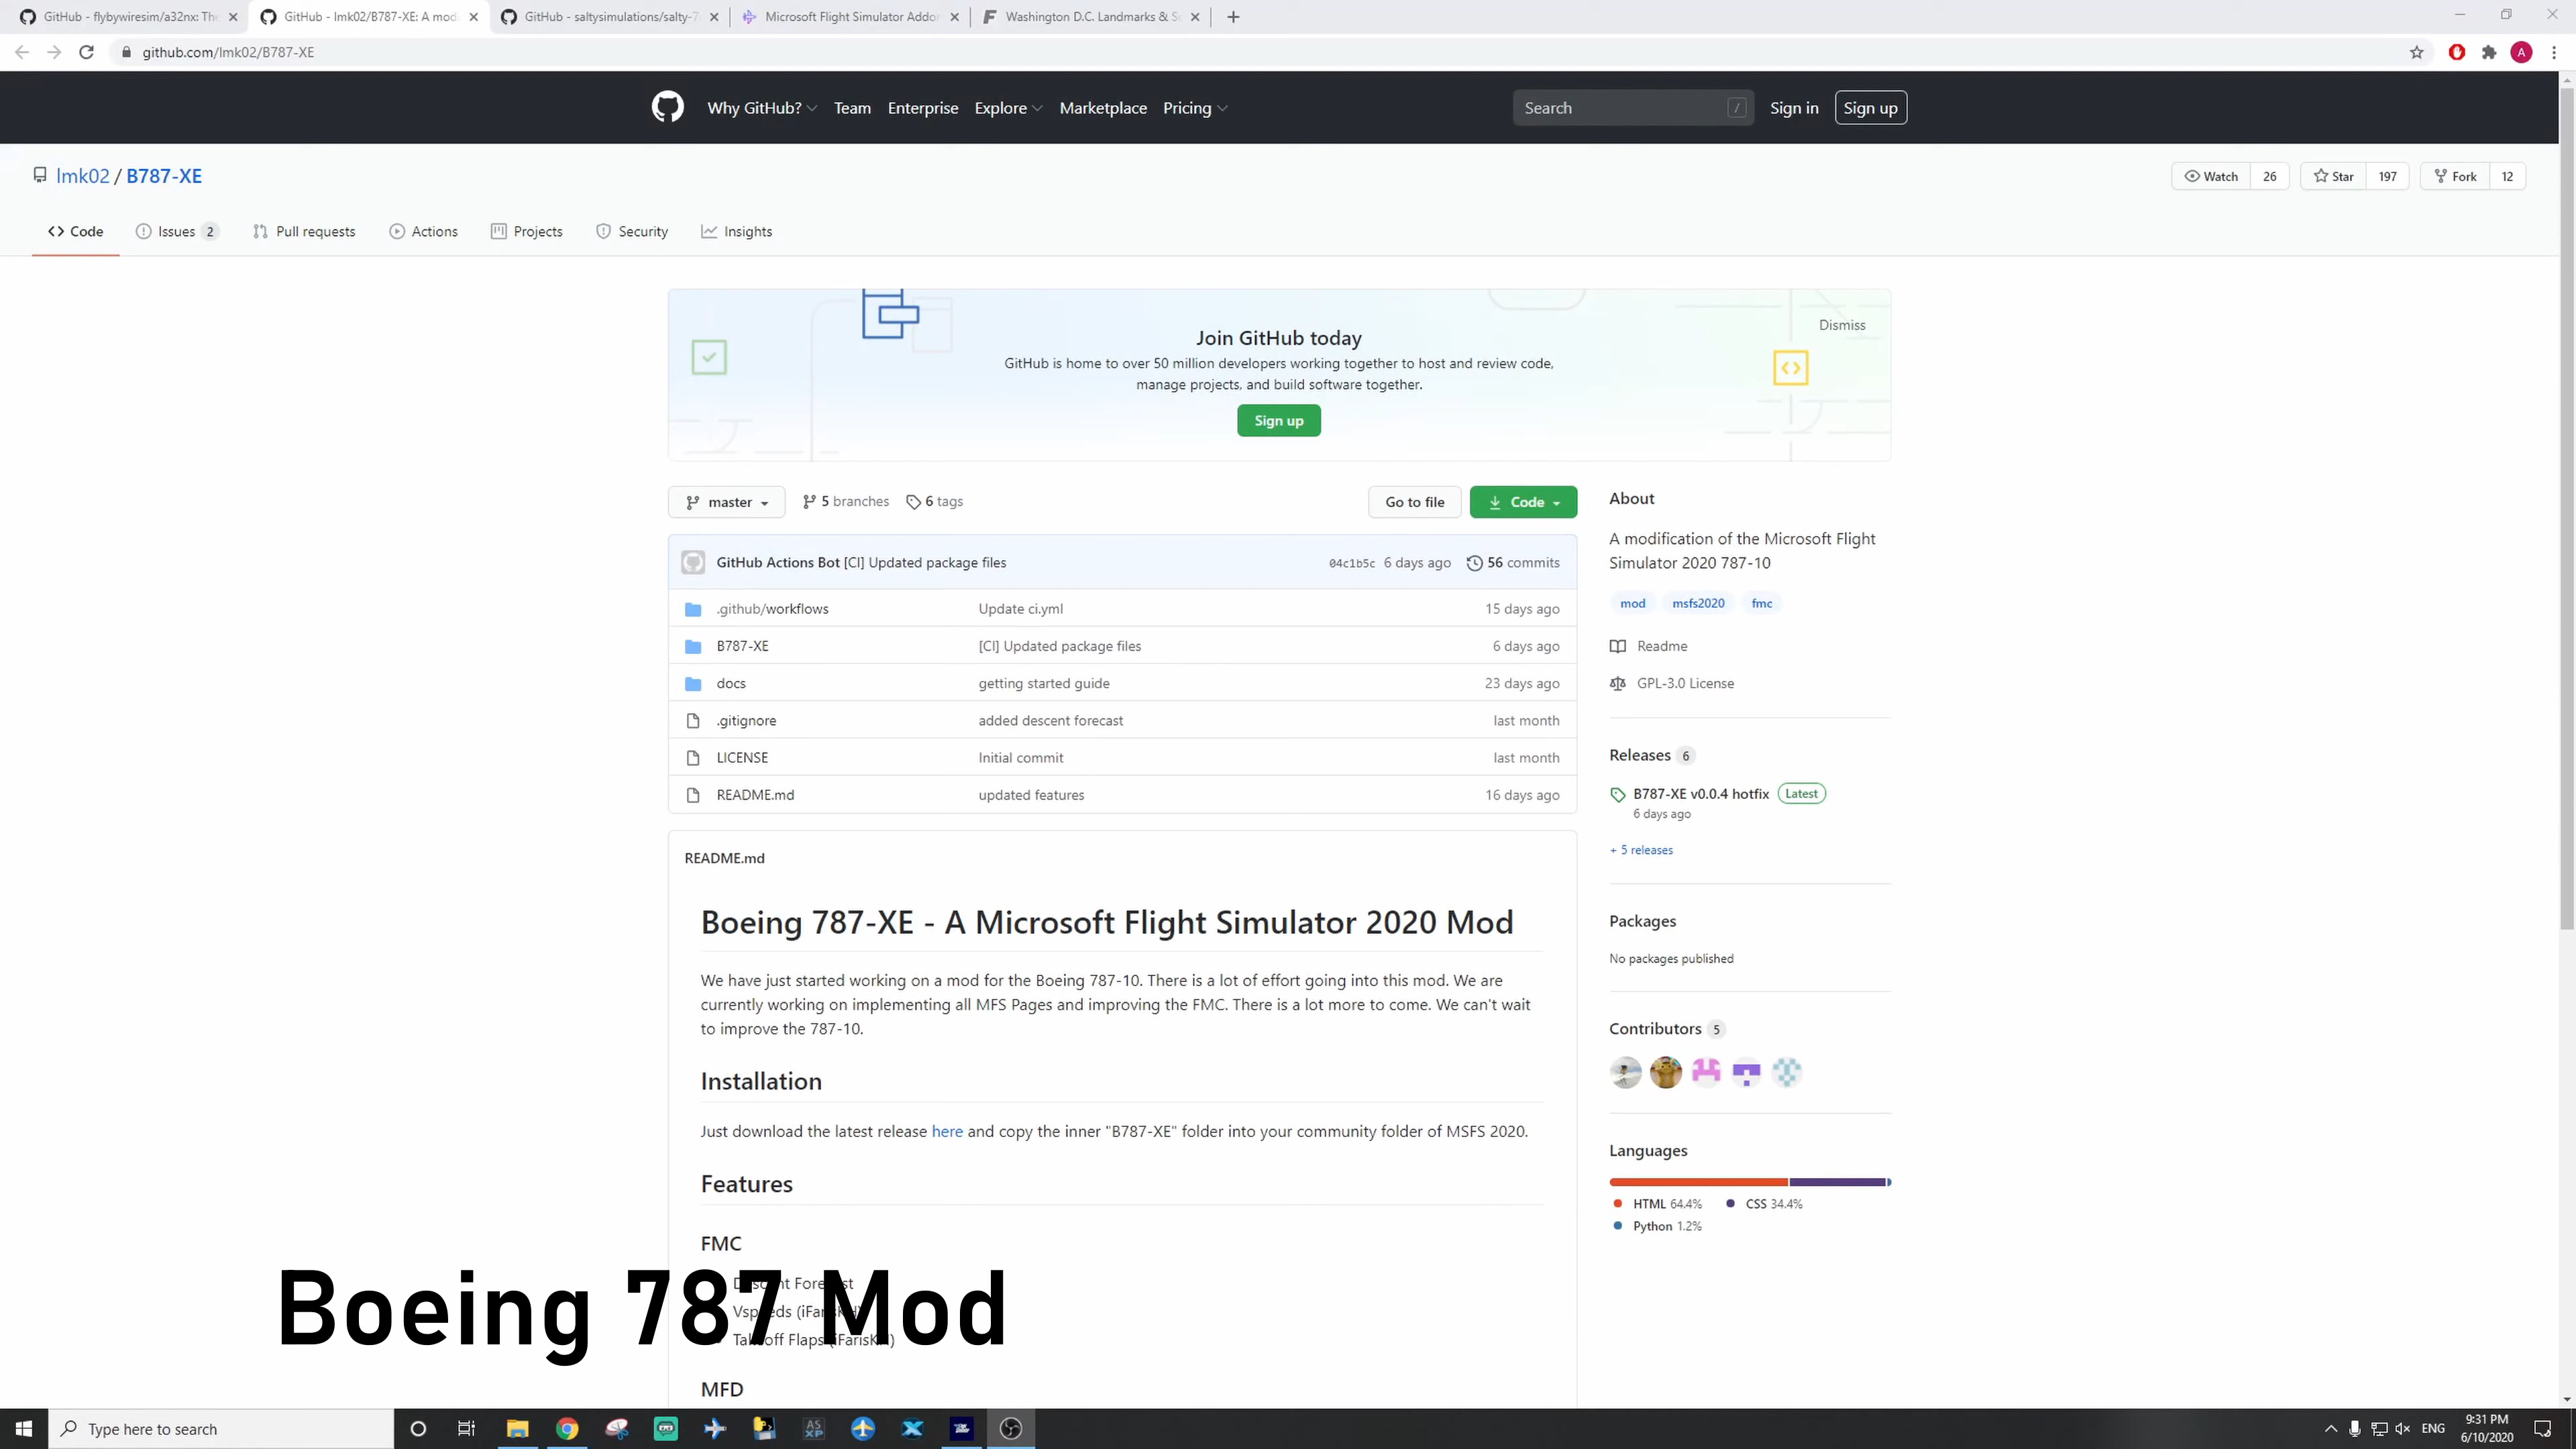 GitHub - flybywiresim/a32nx: The
GitHub - lmk02/B787-XE: A mod
GitHub - saltysimulations/salty-7
Microsoft Flight Simulator Addon
Washington D.C. Landmarks & S
github.com/lmk02/B787-XE
A
Why GitHub?
Team
Enterprise
Explore
Marketplace
Pricing
Search
/
Sign in
Sign up
lmk02 / B787-XE
Watch 26
Star 197
Fork 12
Code
Issues 2
Pull requests
Actions
Projects
Security
Insights
Join GitHub today
Dismiss
GitHub is home to over 50 million developers working together to host and review code,
manage projects, and build software together.
Sign up
master
5 branches
6 tags
Go to file
Code
GitHub Actions Bot [CI] Updated package files 04c1b5c 6 days ago 56 commits
.github/workflows Update ci.yml 15 days ago
B787-XE [CI] Updated package files 6 days ago
docs getting started guide 23 days ago
.gitignore added descent forecast last month
LICENSE Initial commit last month
README.md updated features 16 days ago
README.md
Boeing 787-XE - A Microsoft Flight Simulator 2020 Mod
We have just started working on a mod for the Boeing 787-10. There is a lot of effort going into this mod. We are
currently working on implementing all MFS Pages and improving the FMC. There is a lot more to come. We can't wait
to improve the 787-10.
Installation
Just download the latest release here and copy the inner "B787-XE" folder into your community folder of MSFS 2020.
Features
FMC
Descent Forecast
Vspeeds (iFarisKH)
Takeoff Flaps (iFarisKH)
MFD
About
A modification of the Microsoft Flight
Simulator 2020 787-10
mod msfs2020 fmc
Readme
GPL-3.0 License
Releases 6
B787-XE v0.0.4 hotfix Latest
6 days ago
+ 5 releases
Packages
No packages published
Contributors 5
Languages
HTML 64.4% CSS 34.4%
Python 1.2%
Boeing 787 Mod
Type here to search
AS
XP
ENG
9:31 PM
6/10/2020